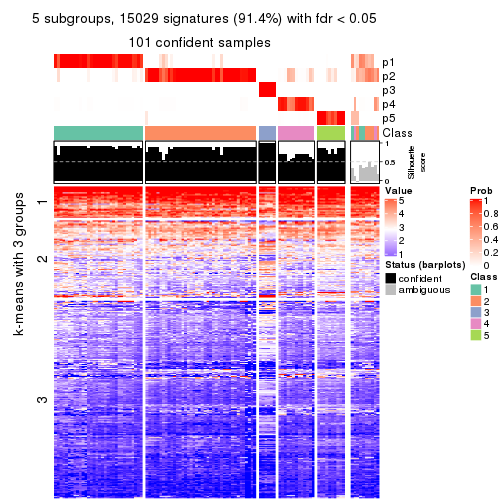 5 subgroups, 15029 signatures (91.4%) with fdr < 0.05
101 confident samples
p1
p2
p3
p4
p5
Class
1
0.5
0
Silhouette
score
k-means with 3 groups
1
2
3
Value
5
4
3
2
1
Status (barplots)
confident
ambiguous
Prob
1
0.8
0.6
0.4
0.2
0
Class
1
2
3
4
5